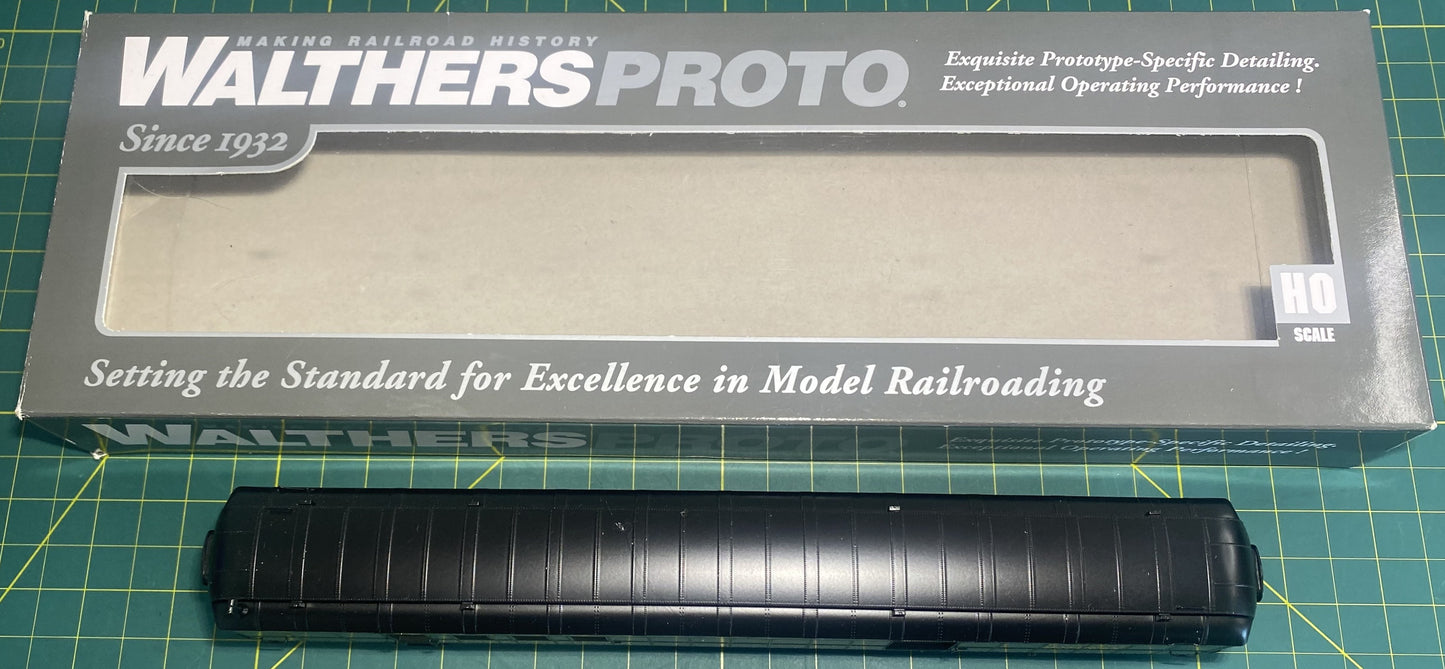 MAKING RAILROAD HISTORY
WALTHERSPROTO®
Exquisite Prototype-Specific Detailing.
Exceptional Operating Performance !
Since 1932
HO
SCALE
Setting the Standard for Excellence in Model Railroading
WALTHERSPROTO
Exquisite Prototype-Specific Detailing.
Exceptional Operating Performance !